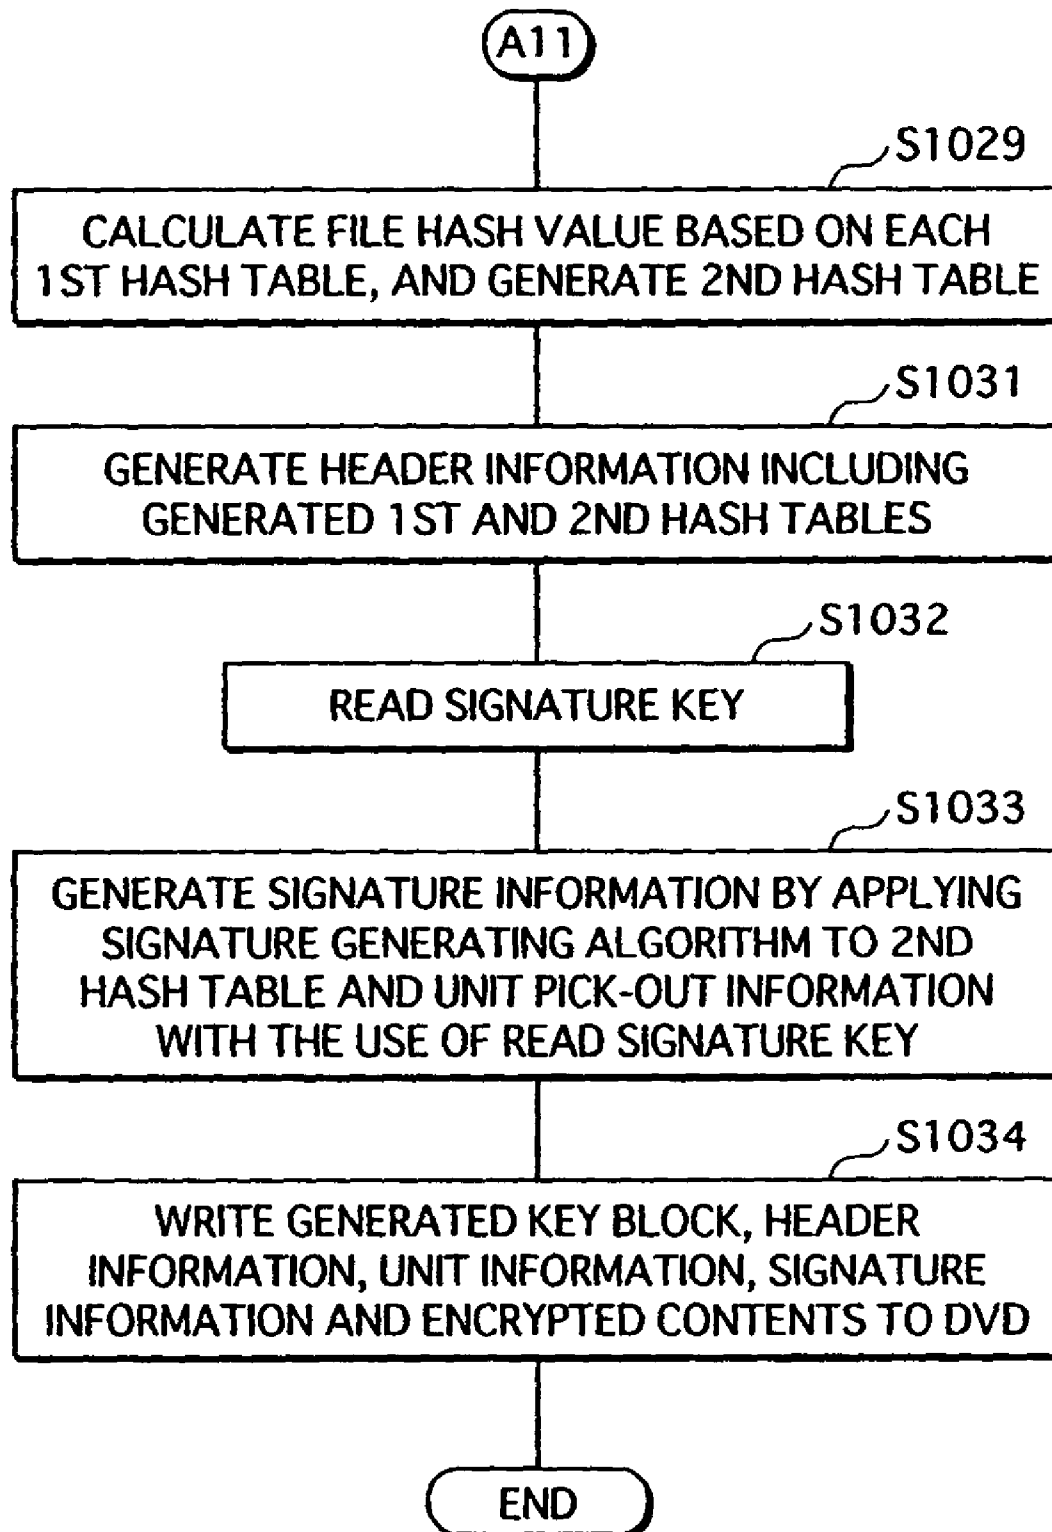 A11
S1029
CALCULATE FILE HASH VALUE BASED ON EACH
1ST HASH TABLE, AND GENERATE 2ND HASH TABLE
S1031
GENERATE HEADER INFORMATION INCLUDING
GENERATED 1ST AND 2ND HASH TABLES
S1032
READ SIGNATURE KEY
S1033
GENERATE SIGNATURE INFORMATION BY APPLYING
SIGNATURE GENERATING ALGORITHM TO 2ND
HASH TABLE AND UNIT PICK-OUT INFORMATION
WITH THE USE OF READ SIGNATURE KEY
S1034
WRITE GENERATED KEY BLOCK, HEADER
INFORMATION, UNIT INFORMATION, SIGNATURE
INFORMATION AND ENCRYPTED CONTENTS TO DVD
END